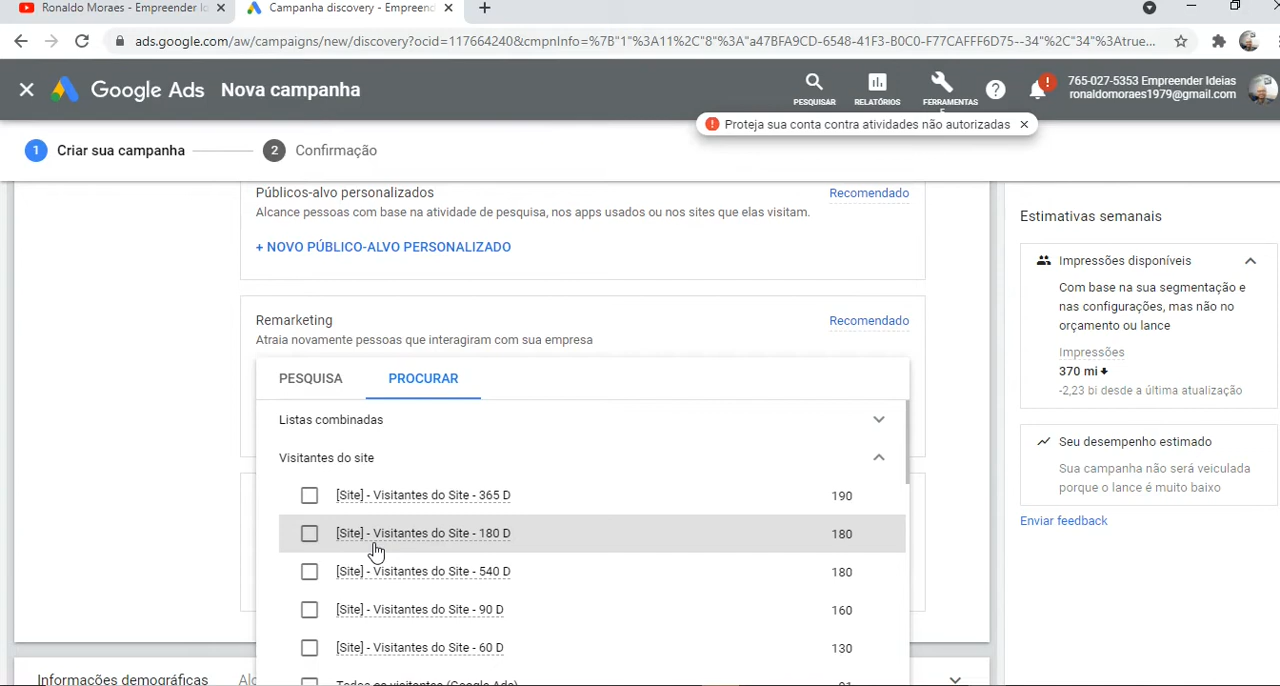 Ronaldo Moraes - Empreender Id
Campanha discovery - Empreend
ads.google.com/aw/campaigns/new/discovery?ocid=117664240&cmpnInfo=%7B"1"%3A11%2C"8"%3A"a47BFA9CD-6548-41F3-B0C0-F77CAFFF6D75--34"%2C"34"%3Atrue...
Google Ads Nova campanha
PESQUISAR
RELATÓRIOS
FERRAMENTAS
E
765-027-5353 Empreender Ideias
ronaldomoraes1979@gmail.com
Proteja sua conta contra atividades não autorizadas
1 Criar sua campanha
2 Confirmação
Públicos-alvo personalizados
Recomendado
Alcance pessoas com base na atividade de pesquisa, nos apps usados ou nos sites que elas visitam.
+ NOVO PÚBLICO-ALVO PERSONALIZADO
Remarketing
Recomendado
Atraia novamente pessoas que interagiram com sua empresa
PESQUISA
PROCURAR
Listas combinadas
Visitantes do site
[Site] - Visitantes do Site - 365 D 190
[Site] - Visitantes do Site - 180 D 180
[Site] - Visitantes do Site - 540 D 180
[Site] - Visitantes do Site - 90 D 160
[Site] - Visitantes do Site - 60 D 130
Todos os visitantes (Google Ads) 91
Informações demográficas
Estimativas semanais
Impressões disponíveis
Com base na sua segmentação e
nas configurações, mas não no
orçamento ou lance
Impressões
370 mi
-2,23 bi desde a última atualização
Seu desempenho estimado
Sua campanha não será veiculada
porque o lance é muito baixo
Enviar feedback